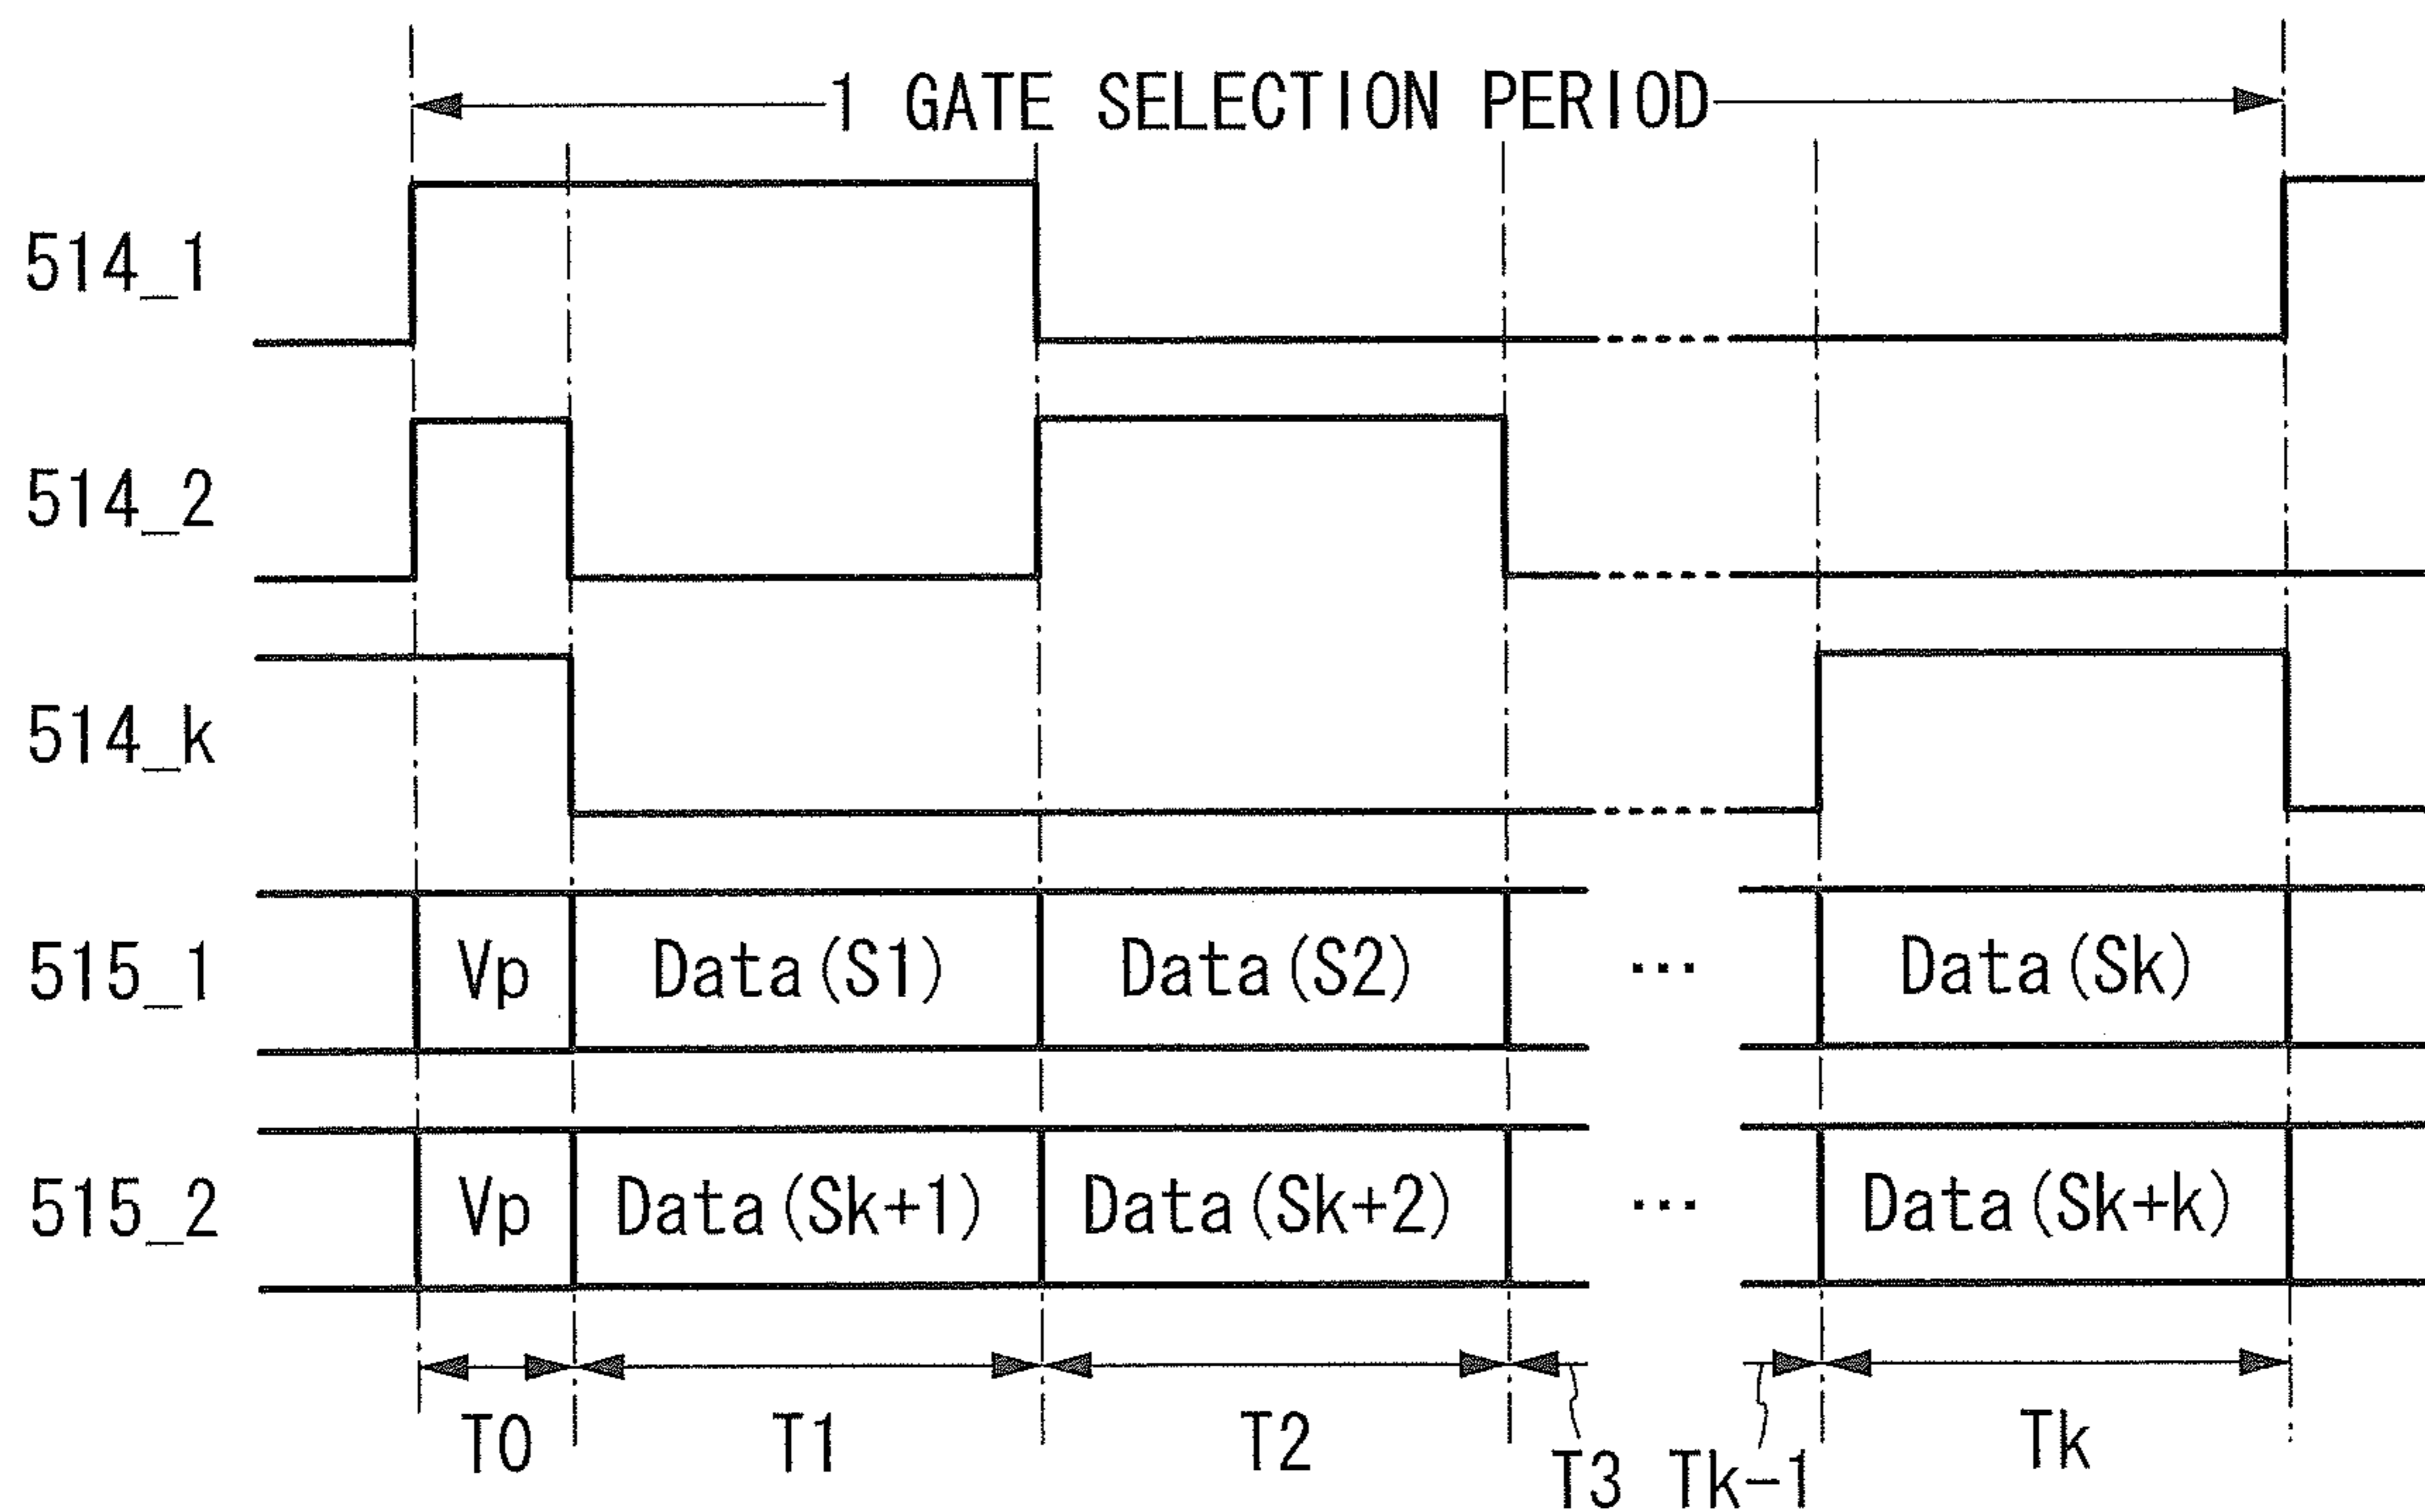 1 GATE SELECTION PERIOD
514_1
514_2
514_k
515_1 Vp Data(S1) Data(S2) ... Data(Sk)
515_2 Vp Data(Sk+1) Data(Sk+2) ... Data(Sk+k)
T0 T1 T2 T3 Tk-1 Tk